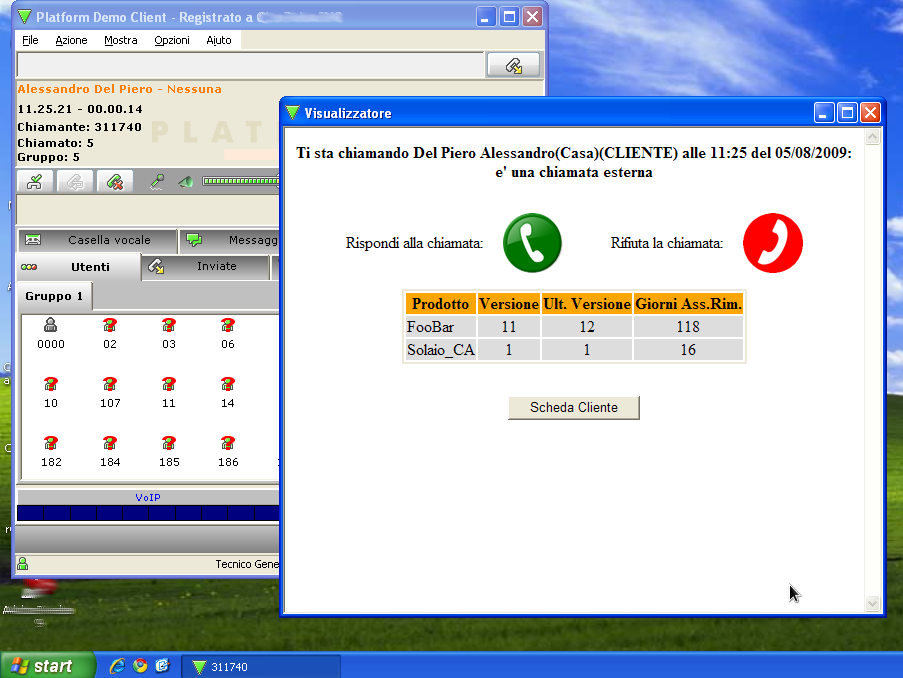 Platform Demo Client - Registrato a
File Azione Mostra Opzioni Aiuto
Alessandro Del Piero - Nessuna
11.25.21 - 00.00.14
Chiamante: 311740
Chiamato: 5
Gruppo: 5
PLAT
Casella vocale Messagg
Utenti Inviate
Gruppo 1
0000 02 03 06
10 107 11 14
182 184 185 186
VoIP
Tecnico Gene
Visualizzatore
Ti sta chiamando Del Piero Alessandro(Casa)(CLIENTE) alle 11:25 del 05/08/2009:
e' una chiamata esterna
Rispondi alla chiamata: Rifiuta la chiamata:
Prodotto Versione Ult. Versione Giorni Ass.Rim.
FooBar 11 12 118
Solaio_CA 1 1 16
Scheda Cliente
start 311740